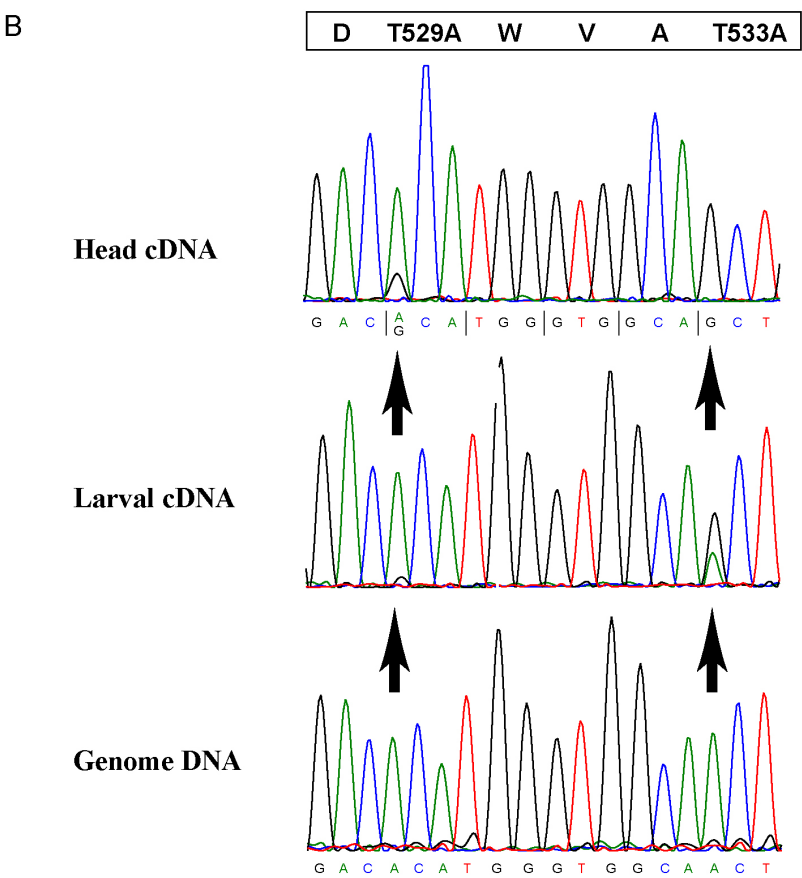 B
D T529A W V A T533A
Head cDNA
G A C A G C A T G G G T G G C A G C T
Larval cDNA
Genome DNA
G A C A C A T G G G T G G C A A C T